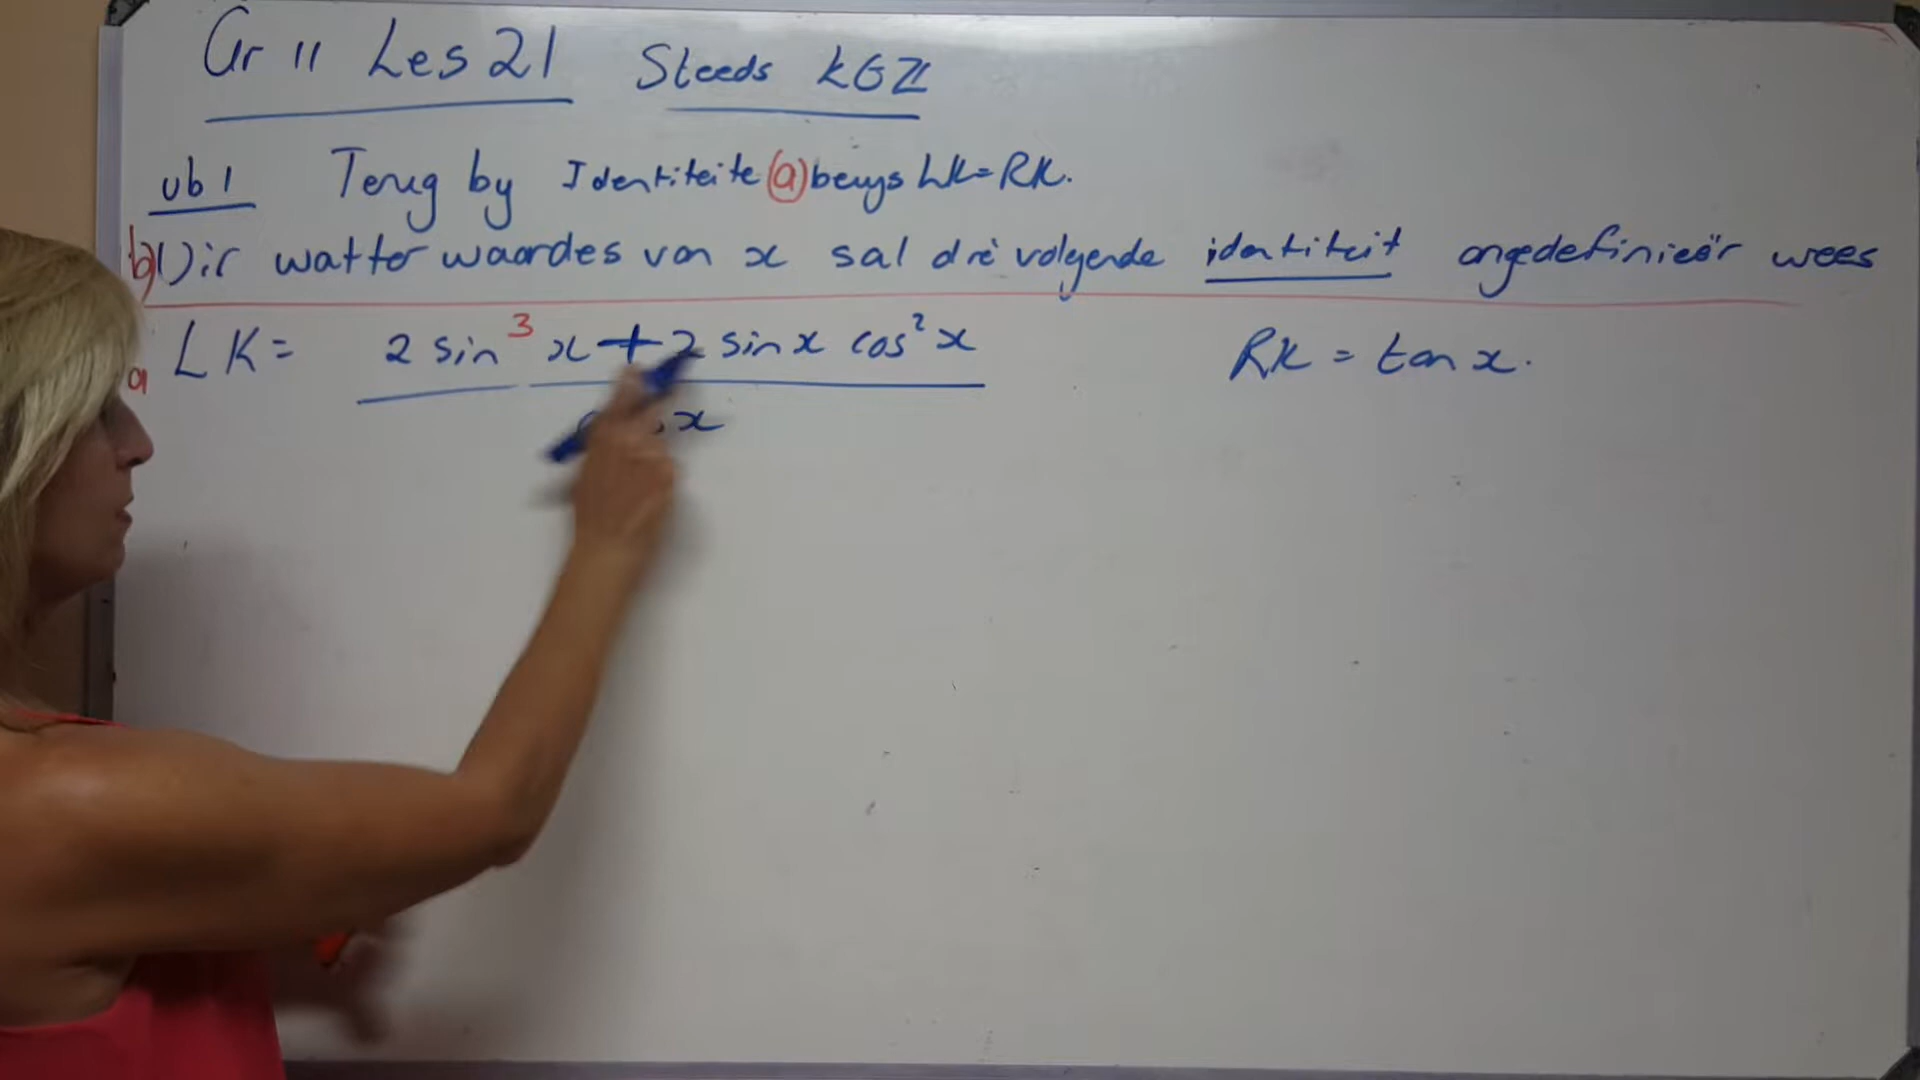 Gr 11 Les 21 Steeds k∈ℤ
vb 1 Terug by Identiteite (a) bewys LK=RK.
b) Vir watter waardes van x sal die volgende identiteit ongedefinieër wees
a LK = 2 sin³ x + 2 sin x cos² x RK = tan x.
x